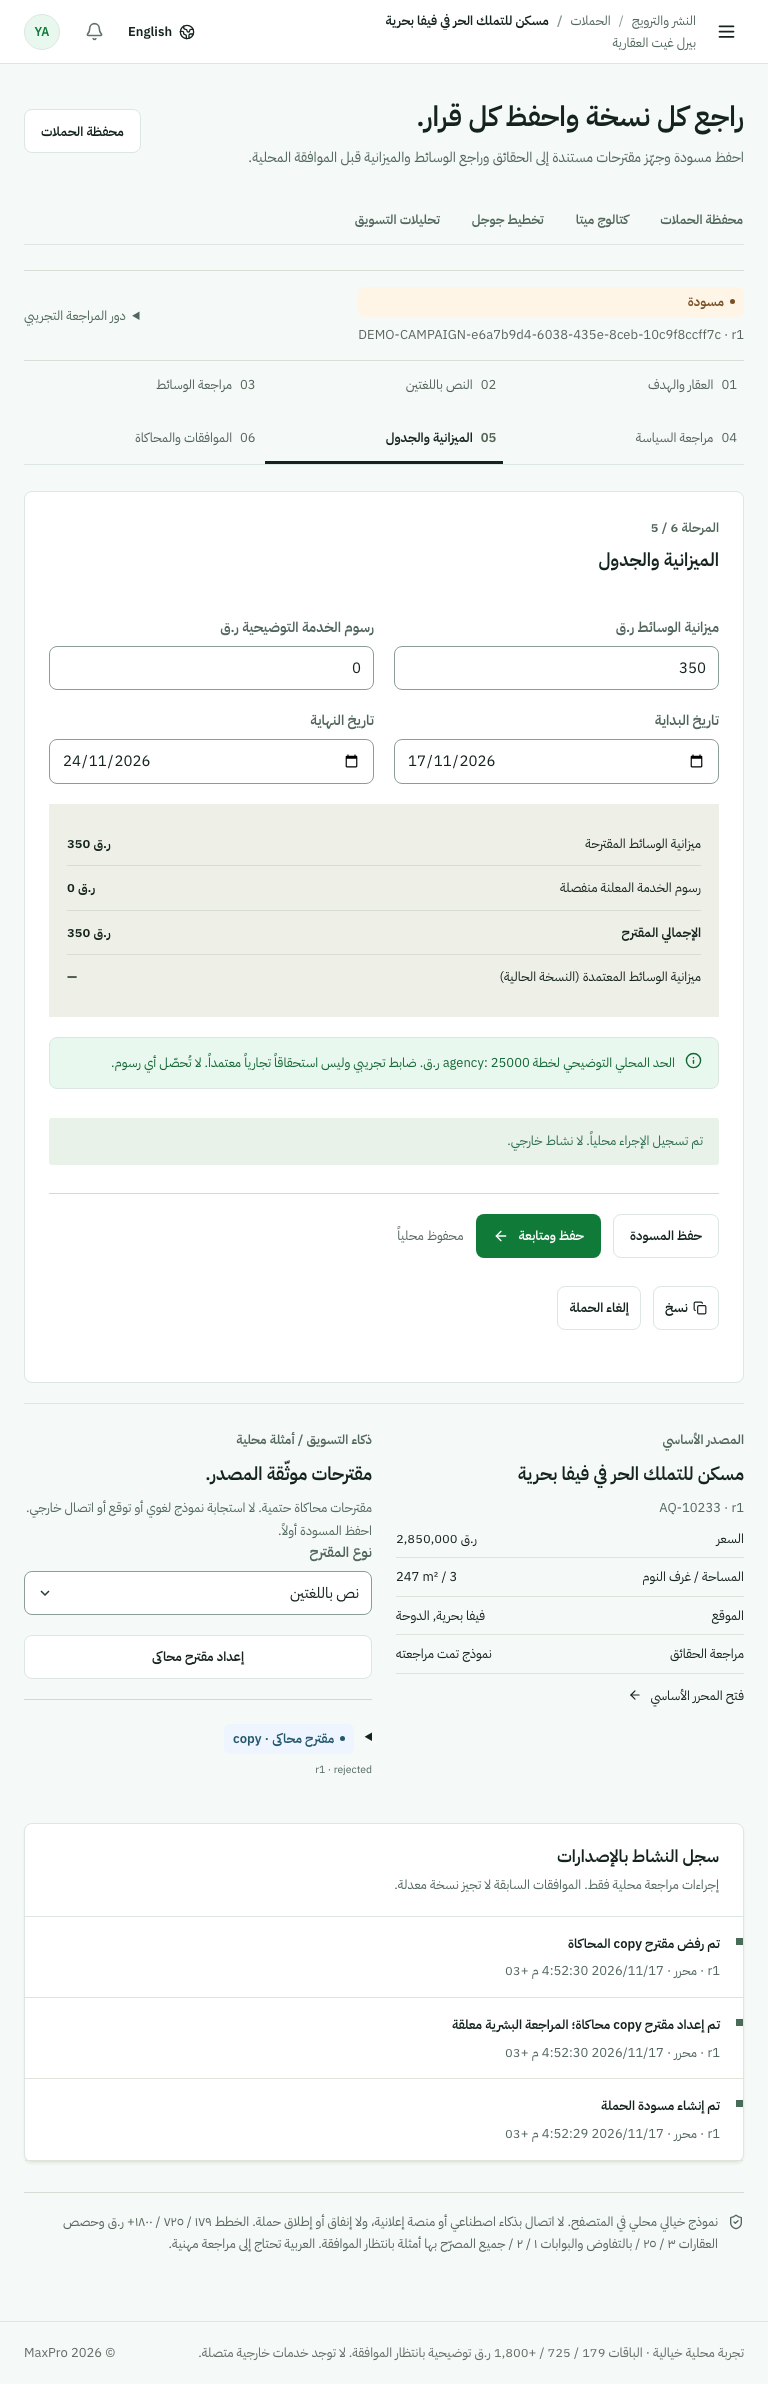 النشر والترويج / الحملات / مسكن للتملك الحر في فيفا بحرية
بيرل غيت العقارية
English
YA
راجع كل نسخة واحفظ كل قرار.
احفظ مسودة وجهّز مقترحات مستندة إلى الحقائق وراجع الوسائط والميزانية قبل الموافقة المحلية.
محفظة الحملات
محفظة الحملات
كتالوج ميتا
تخطيط جوجل
تحليلات التسويق
مسودة
DEMO-CAMPAIGN-e6a7b9d4-6038-435e-8ceb-10c9f8ccff7c · r1
دور المراجعة التجريبي
01 العقار والهدف
02 النص باللغتين
03 مراجعة الوسائط
04 مراجعة السياسة
05 الميزانية والجدول
06 الموافقات والمحاكاة
المرحلة 6 / 5
الميزانية والجدول
ميزانية الوسائط ر.ق
350
رسوم الخدمة التوضيحية ر.ق
0
تاريخ البداية
17/11/2026
تاريخ النهاية
24/11/2026
ميزانية الوسائط المقترحة
ر.ق 350
رسوم الخدمة المعلنة منفصلة
ر.ق 0
الإجمالي المقترح
ر.ق 350
ميزانية الوسائط المعتمدة (النسخة الحالية)
—
الحد المحلي التوضيحي لخطة agency: 25000 ر.ق. ضابط تجريبي وليس استحقاقاً تجارياً معتمداً. لا تُحصّل أي رسوم.
تم تسجيل الإجراء محلياً. لا نشاط خارجي.
حفظ المسودة
حفظ ومتابعة
محفوظ محلياً
نسخ
إلغاء الحملة
المصدر الأساسي
مسكن للتملك الحر في فيفا بحرية
AQ-10233 · r1
السعر
ر.ق 2,850,000
المساحة / غرف النوم
247 m² / 3
الموقع
فيفا بحرية, الدوحة
مراجعة الحقائق
نموذج تمت مراجعته
فتح المحرر الأساسي
ذكاء التسويق / أمثلة محلية
مقترحات موثّقة المصدر.
مقترحات محاكاة حتمية. لا استجابة نموذج لغوي أو توقع أو اتصال خارجي.
احفظ المسودة أولاً.
نوع المقترح
نص باللغتين
إعداد مقترح محاكى
مقترح محاكى · copy
r1 · rejected
سجل النشاط بالإصدارات
إجراءات مراجعة محلية فقط. الموافقات السابقة لا تجيز نسخة معدلة.
تم رفض مقترح copy المحاكاة
r1 · محرر · 2026/11/17 4:52:30 م +03
تم إعداد مقترح copy محاكاة؛ المراجعة البشرية معلقة
r1 · محرر · 2026/11/17 4:52:30 م +03
تم إنشاء مسودة الحملة
r1 · محرر · 2026/11/17 4:52:29 م +03
نموذج خيالي محلي في المتصفح. لا اتصال بذكاء اصطناعي أو منصة إعلانية، ولا إنفاق أو إطلاق حملة. الخطط ١٧٩ / ٧٢٥ / ١٨٠٠+ ر.ق وحصص
العقارات ٣ / ٢٥ / بالتفاوض والبوابات ١ / ٢ / جميع المصرّح بها أمثلة بانتظار الموافقة. العربية تحتاج إلى مراجعة مهنية.
تجربة محلية خيالية · الباقات 179 / 725 / +1,800 ر.ق توضيحية بانتظار الموافقة. لا توجد خدمات خارجية متصلة.
© 2026 MaxPro